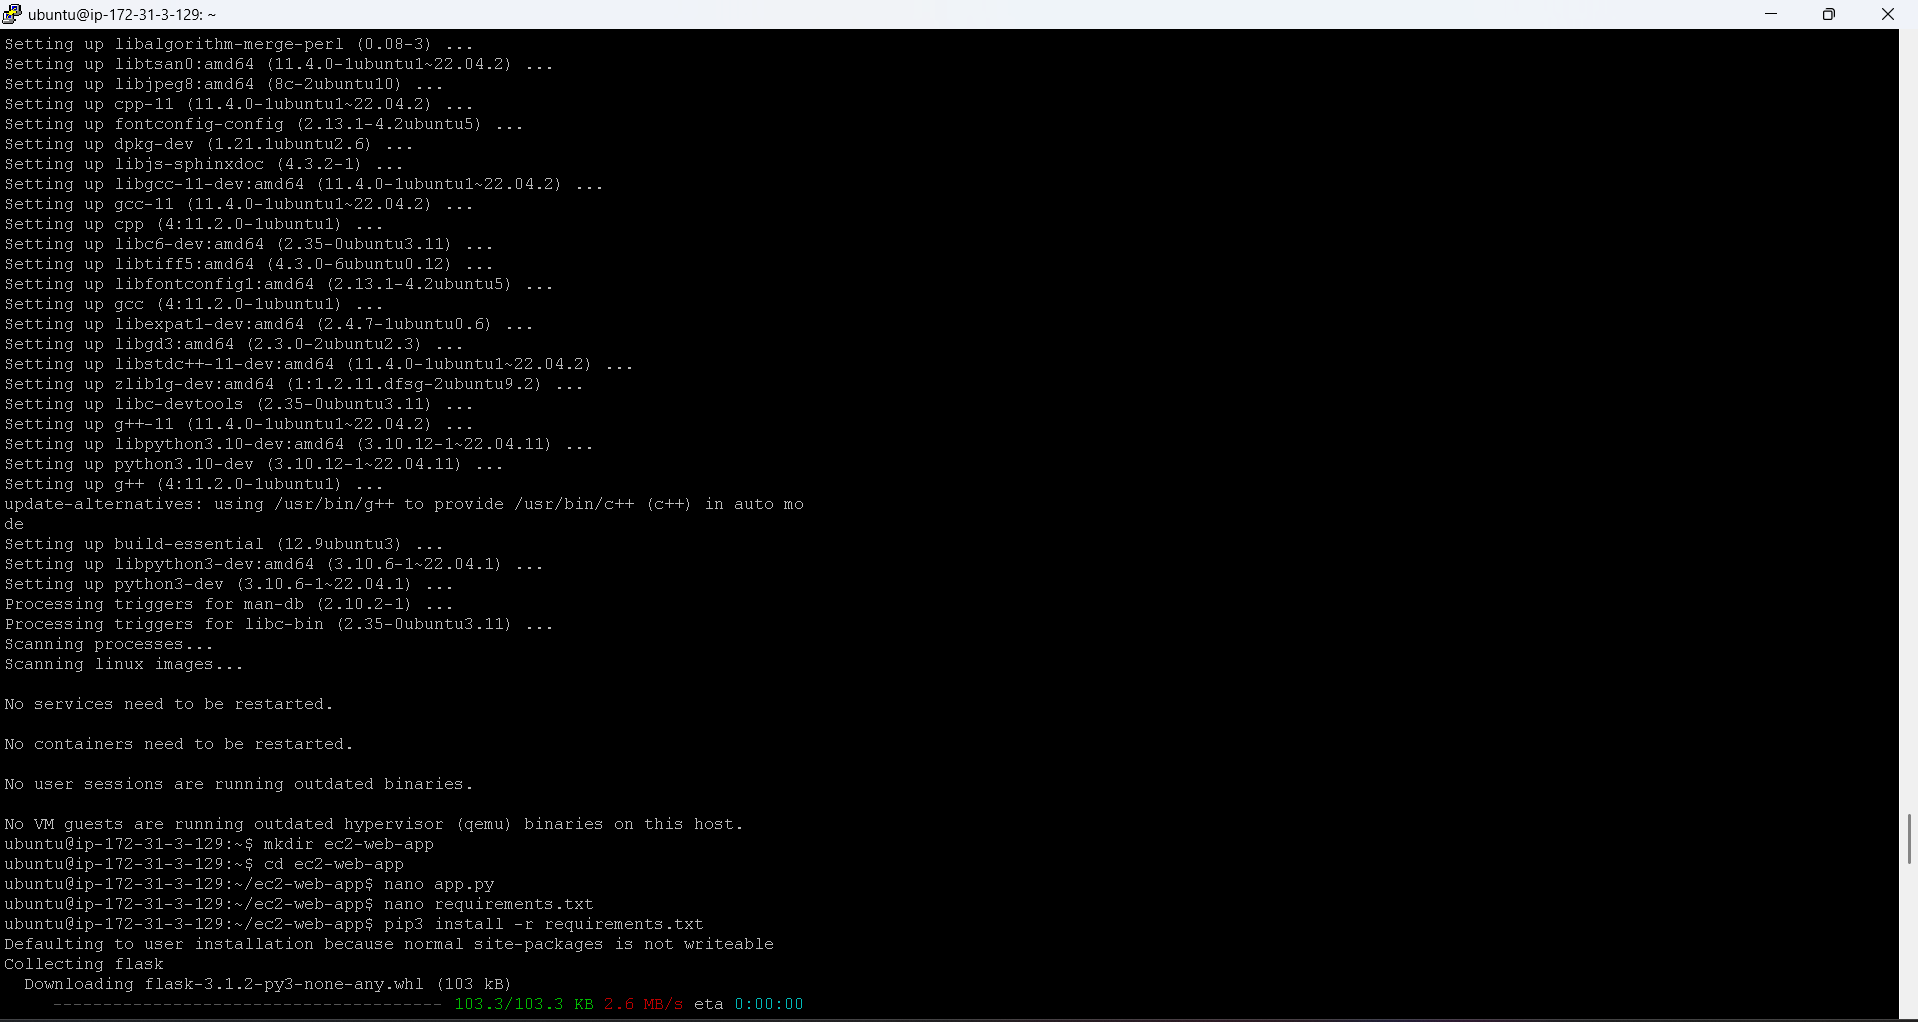 ubuntu@ip-172-31-3-129: ~
Setting up libalgorithm-merge-perl (0.08-3) ...
Setting up libtsan0:amd64 (11.4.0-1ubuntu1~22.04.2) ...
Setting up libjpeg8:amd64 (8c-2ubuntu10) ...
Setting up cpp-11 (11.4.0-1ubuntu1~22.04.2) ...
Setting up fontconfig-config (2.13.1-4.2ubuntu5) ...
Setting up dpkg-dev (1.21.1ubuntu2.6) ...
Setting up libjs-sphinxdoc (4.3.2-1) ...
Setting up libgcc-11-dev:amd64 (11.4.0-1ubuntu1~22.04.2) ...
Setting up gcc-11 (11.4.0-1ubuntu1~22.04.2) ...
Setting up cpp (4:11.2.0-1ubuntu1) ...
Setting up libc6-dev:amd64 (2.35-0ubuntu3.11) ...
Setting up libtiff5:amd64 (4.3.0-6ubuntu0.12) ...
Setting up libfontconfig1:amd64 (2.13.1-4.2ubuntu5) ...
Setting up gcc (4:11.2.0-1ubuntu1) ...
Setting up libexpat1-dev:amd64 (2.4.7-1ubuntu0.6) ...
Setting up libgd3:amd64 (2.3.0-2ubuntu2.3) ...
Setting up libstdc++-11-dev:amd64 (11.4.0-1ubuntu1~22.04.2) ...
Setting up zlib1g-dev:amd64 (1:1.2.11.dfsg-2ubuntu9.2) ...
Setting up libc-devtools (2.35-0ubuntu3.11) ...
Setting up g++-11 (11.4.0-1ubuntu1~22.04.2) ...
Setting up libpython3.10-dev:amd64 (3.10.12-1~22.04.11) ...
Setting up python3.10-dev (3.10.12-1~22.04.11) ...
Setting up g++ (4:11.2.0-1ubuntu1) ...
update-alternatives: using /usr/bin/g++ to provide /usr/bin/c++ (c++) in auto mo
de
Setting up build-essential (12.9ubuntu3) ...
Setting up libpython3-dev:amd64 (3.10.6-1~22.04.1) ...
Setting up python3-dev (3.10.6-1~22.04.1) ...
Processing triggers for man-db (2.10.2-1) ...
Processing triggers for libc-bin (2.35-0ubuntu3.11) ...
Scanning processes...
Scanning linux images...
No services need to be restarted.
No containers need to be restarted.
No user sessions are running outdated binaries.
No VM guests are running outdated hypervisor (qemu) binaries on this host.
ubuntu@ip-172-31-3-129:~$ mkdir ec2-web-app
ubuntu@ip-172-31-3-129:~$ cd ec2-web-app
ubuntu@ip-172-31-3-129:~/ec2-web-app$ nano app.py
ubuntu@ip-172-31-3-129:~/ec2-web-app$ nano requirements.txt
ubuntu@ip-172-31-3-129:~/ec2-web-app$ pip3 install -r requirements.txt
Defaulting to user installation because normal site-packages is not writeable
Collecting flask
Downloading flask-3.1.2-py3-none-any.whl (103 kB)
--------------------------------------- 103.3/103.3 KB 2.6 MB/s eta 0:00:00